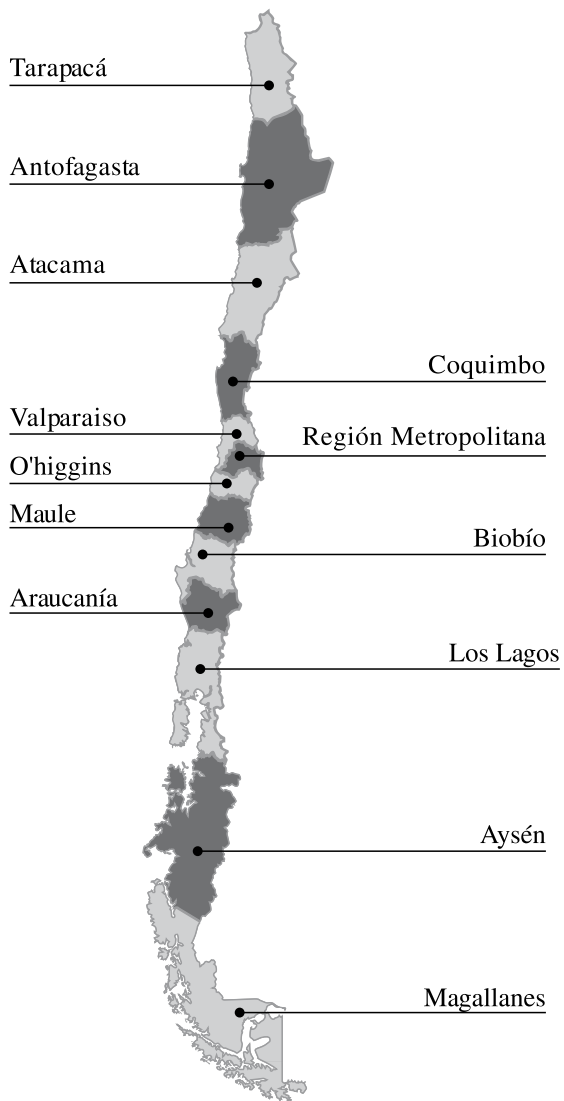 Tarapacá
Antofagasta
Atacama
Coquimbo
Valparaiso
Región Metropolitana
O'higgins
Maule
Biobío
Araucanía
Los Lagos
Aysén
Magallanes